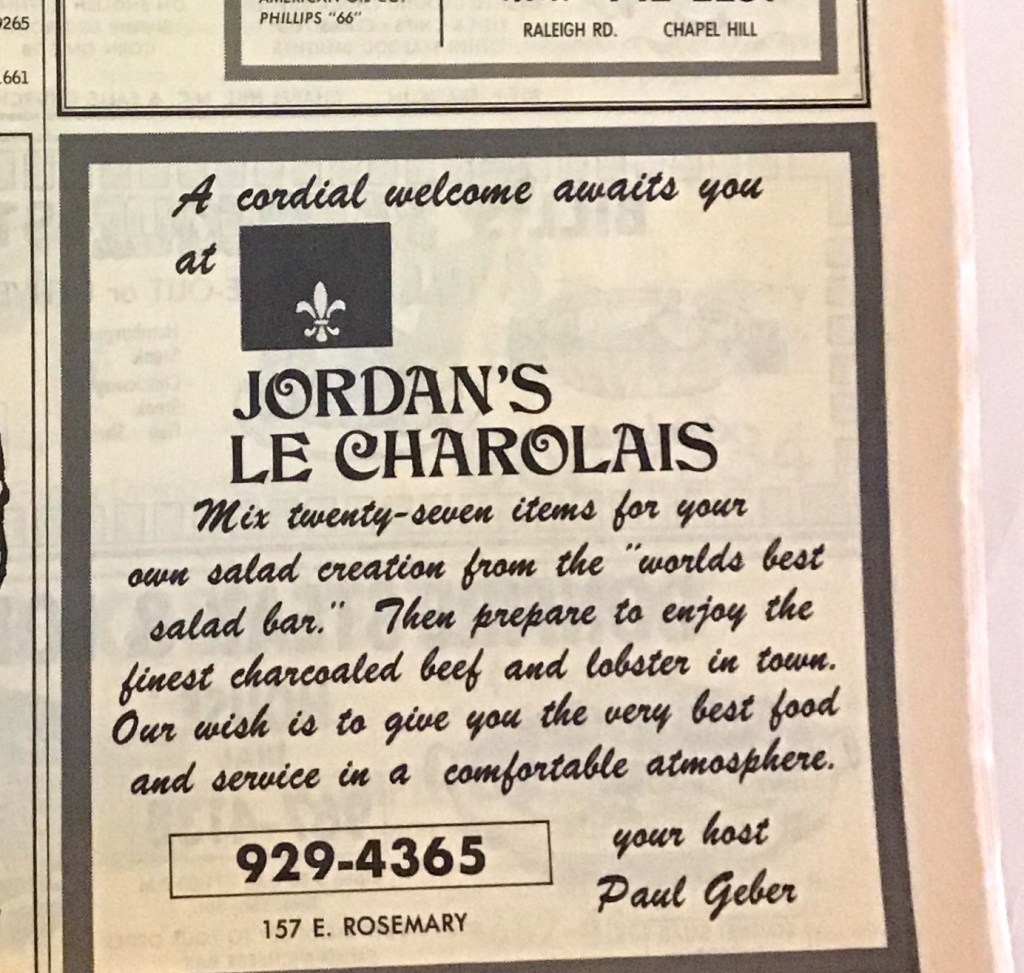 9265
PHILLIPS "66"
RALEIGH RD. CHAPEL HILL
661
A cordial welcome awaits you
at
JORDAN'S
LE CHAROLAIS
Mix twenty-seven items for your
own salad creation from the "worlds best
salad bar." Then prepare to enjoy the
finest charcoaled beef and lobster in town.
Our wish is to give you the very best food
and service in a comfortable atmosphere.
your host
929-4365
Paul Geber
157 E. ROSEMARY